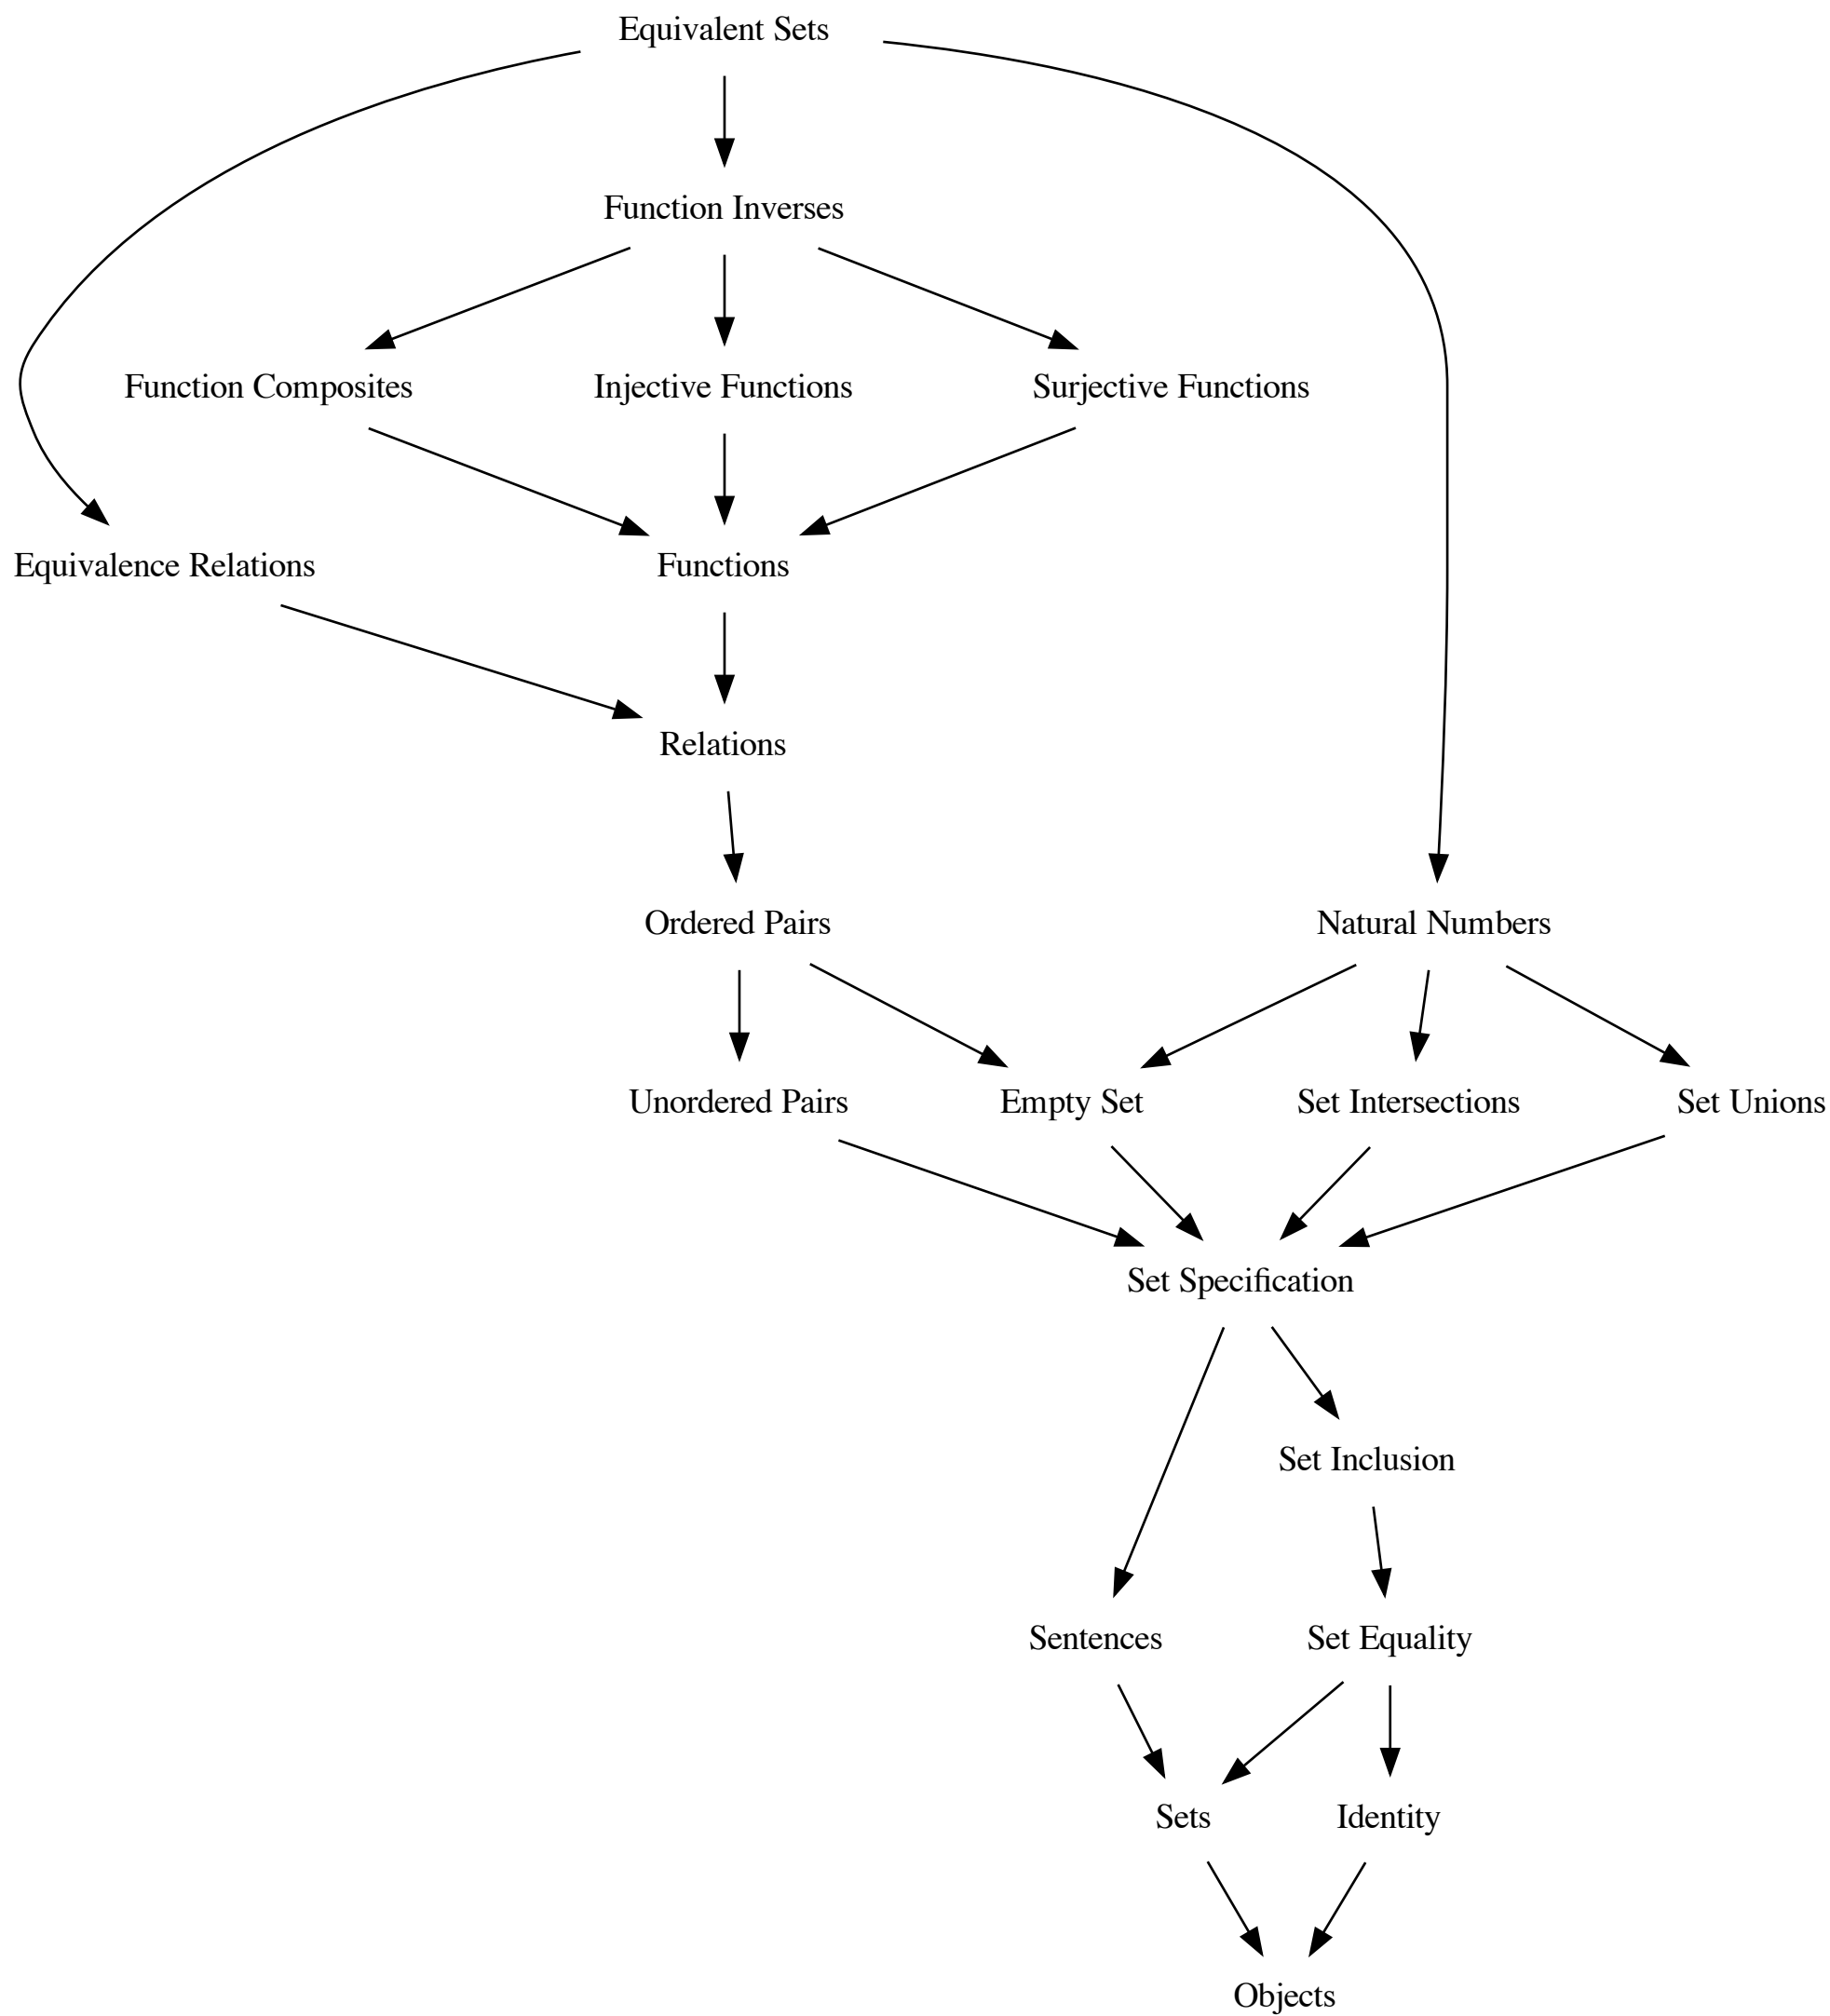 Equivalent Sets
Function Inverses
Function Composites
Injective Functions
Surjective Functions
Equivalence Relations
Functions
Relations
Ordered Pairs
Natural Numbers
Unordered Pairs
Empty Set
Set Intersections
Set Unions
Set Specification
Set Inclusion
Sentences
Set Equality
Sets
Identity
Objects